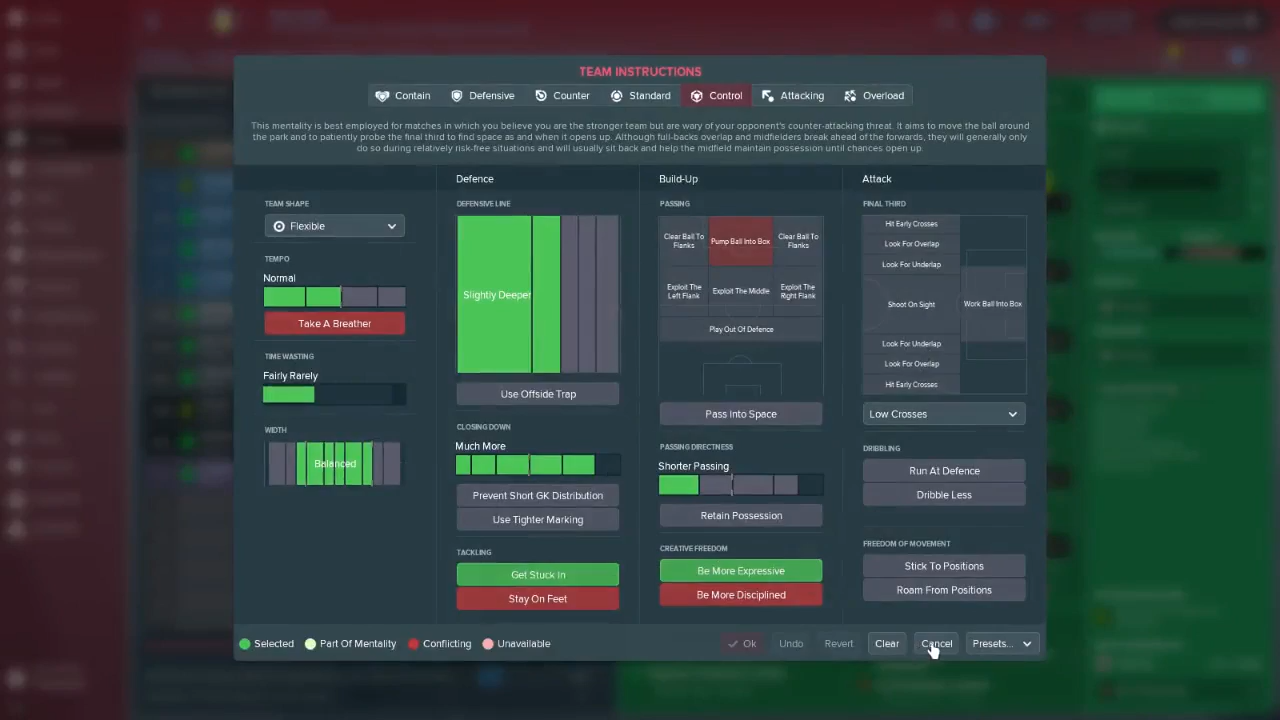 TEAM INSTRUCTIONS
Contain
Defensive
Counter
Standard
Control
Attacking
Overload
This mentality is best employed for matches in which you believe you are the stronger team but are wary of your opponent's counter-attacking threat. It aims to move the ball around
the park and to patiently probe the final third to find space as and when it opens up. Although full-backs overlap and midfielders break ahead of the forwards, they will generally only
do so during relatively risk-free situations and will usually sit back and help the midfield maintain possession until chances open up.
TEAM SHAPE
Flexible
TEMPO
Normal
Take A Breather
TIME WASTING
Fairly Rarely
WIDTH
Balanced
Defence
DEFENSIVE LINE
Slightly Deeper
Use Offside Trap
CLOSING DOWN
Much More
Prevent Short GK Distribution
Use Tighter Marking
TACKLING
Get Stuck In
Stay On Feet
Build-Up
PASSING
Clear Ball To
Flanks
Pump Ball Into Box
Clear Ball To
Flanks
Exploit The
Left Flank
Exploit The Middle
Exploit The
Right Flank
Play Out Of Defence
Pass Into Space
PASSING DIRECTNESS
Shorter Passing
Retain Possession
CREATIVE FREEDOM
Be More Expressive
Be More Disciplined
Attack
FINAL THIRD
Hit Early Crosses
Look For Overlap
Look For Underlap
Shoot On Sight
Work Ball Into Box
Look For Underlap
Look For Overlap
Hit Early Crosses
Low Crosses
DRIBBLING
Run At Defence
Dribble Less
FREEDOM OF MOVEMENT
Stick To Positions
Roam From Positions
Selected
Part Of Mentality
Conflicting
Unavailable
Ok
Undo
Revert
Clear
Cancel
Presets...